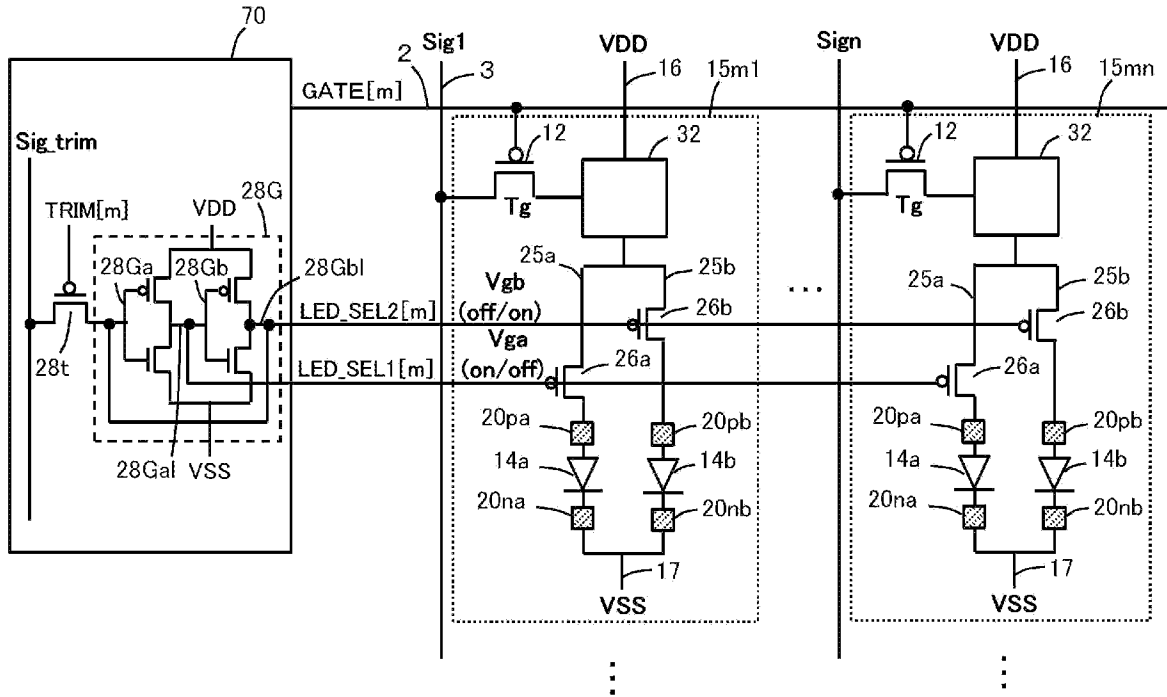 70
Sig1
VDD
Sign
VDD
2
3
16
15m1
16
15mn
GATE[m]
12
32
12
32
Sig_trim
Tg
Tg
TRIM[m]
VDD
28G
28Ga
28Gb
28Gbl
25a
25b
25a
25b
Vgb
LED_SEL2[m]
(off/on)
26b
...
26b
Vga
28t
LED_SEL1[m]
(on/off)
26a
26a
20pa
20pb
20pa
20pb
VSS
28Gal
14a
14b
14a
14b
20na
20nb
20na
20nb
17
17
VSS
VSS